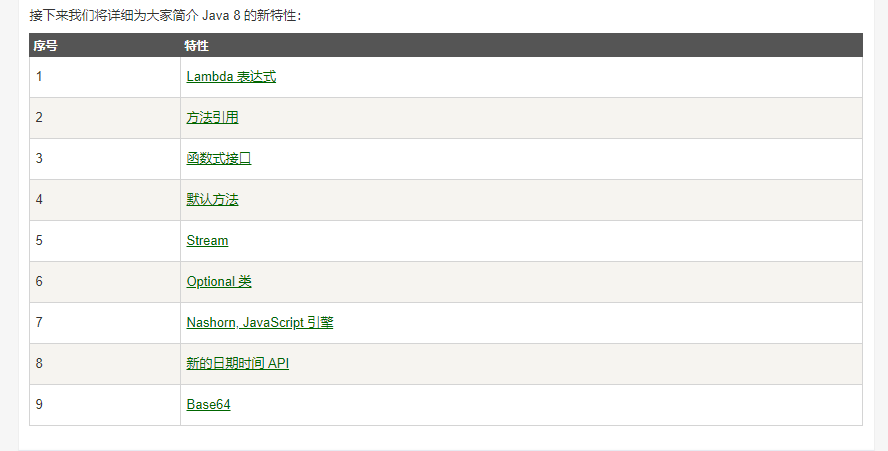 接下来我们将详细为大家简介 Java 8 的新特性：
序号 特性
1 Lambda 表达式
2 方法引用
3 函数式接口
4 默认方法
5 Stream
6 Optional 类
7 Nashorn, JavaScript 引擎
8 新的日期时间 API
9 Base64